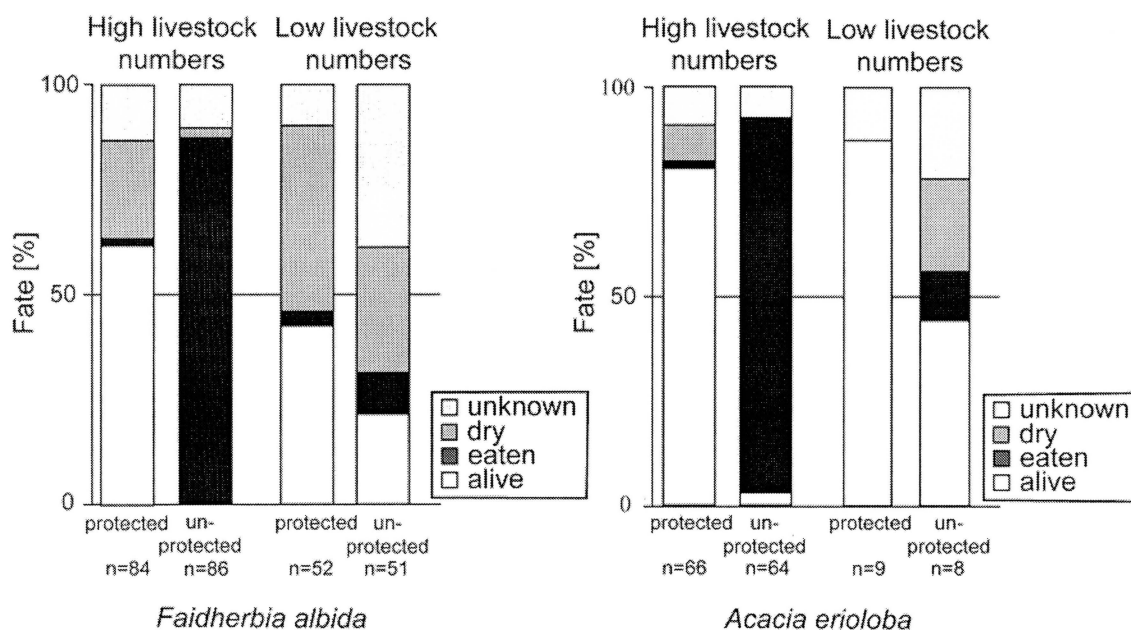 High livestock numbers
Low livestock numbers
100
50
0
Fate [%]
unknown
dry
eaten
alive
protected
un-protected
protected
un-protected
n=84
n=86
n=52
n=51
Faidherbia albida
High livestock numbers
Low livestock numbers
100
50
0
Fate [%]
unknown
dry
eaten
alive
protected
un-protected
protected
un-protected
n=66
n=64
n=9
n=8
Acacia erioloba